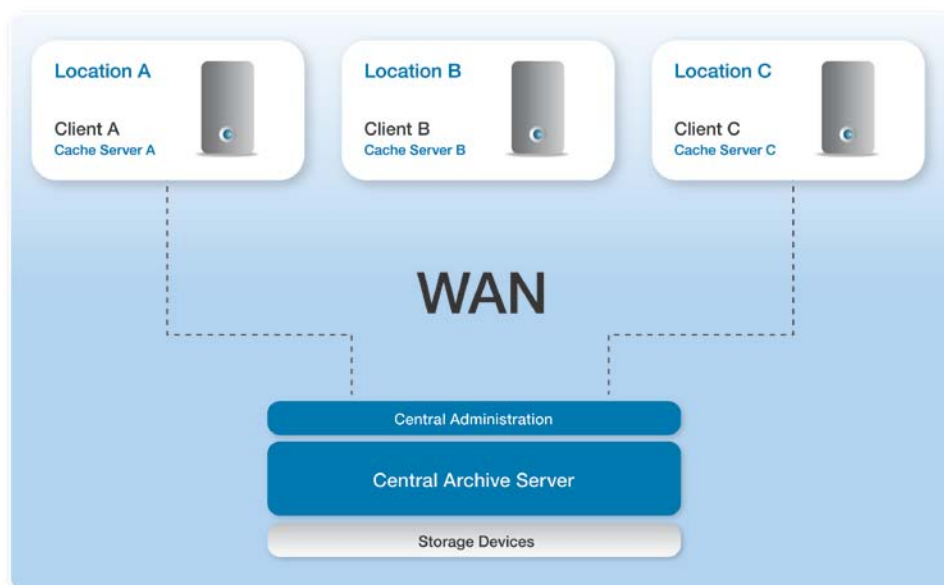 Location A
Client A
Cache Server A
Location B
Client B
Cache Server B
Location C
Client C
Cache Server C
WAN
Central Administration
Central Archive Server
Storage Devices